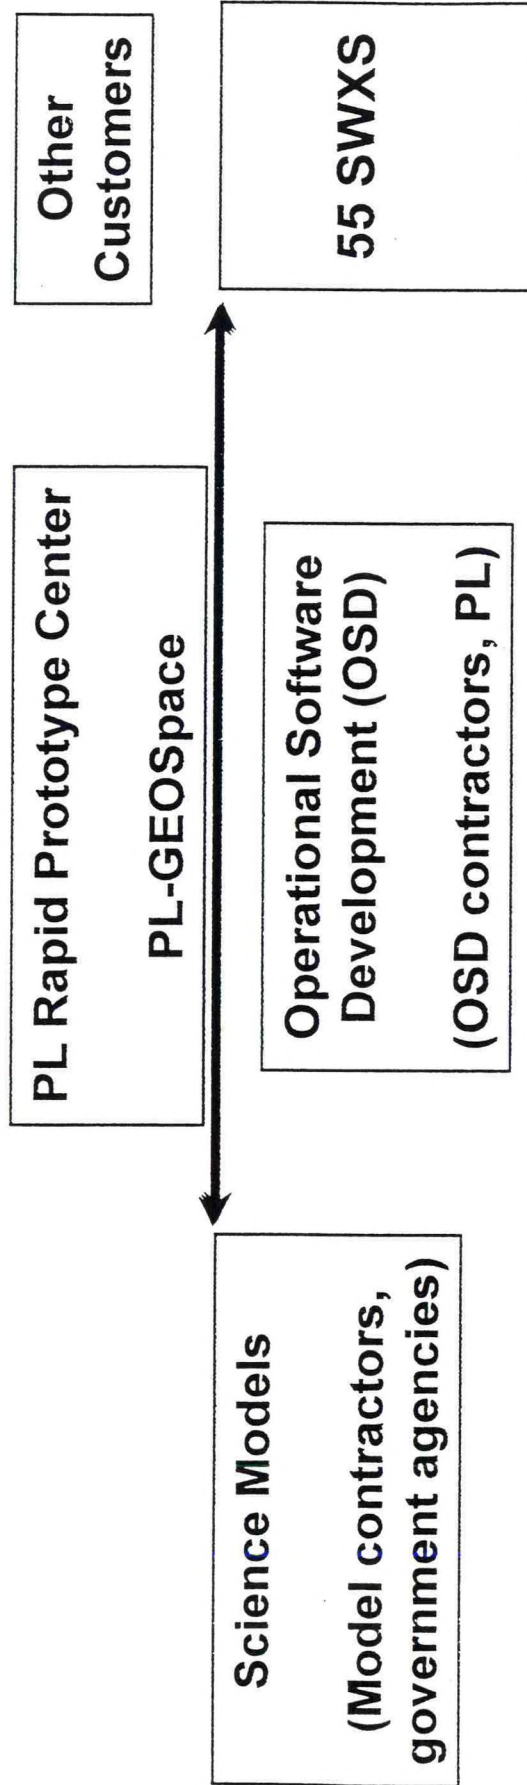 Science Models
(Model contractors,
government agencies)
PL Rapid Prototype Center
PL-GEOSpace
Operational Software
Development (OSD)
(OSD contractors, PL)
Other
Customers
55 SWXS